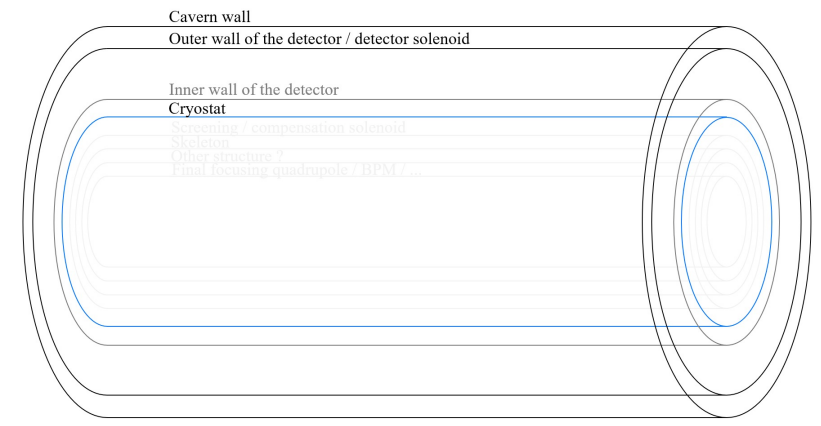 Cavern wall
Outer wall of the detector / detector solenoid
Inner wall of the detector
Cryostat
Screening / compensation solenoid
Skeleton
Other structure ?
Final focusing quadrupole / BPM / ...